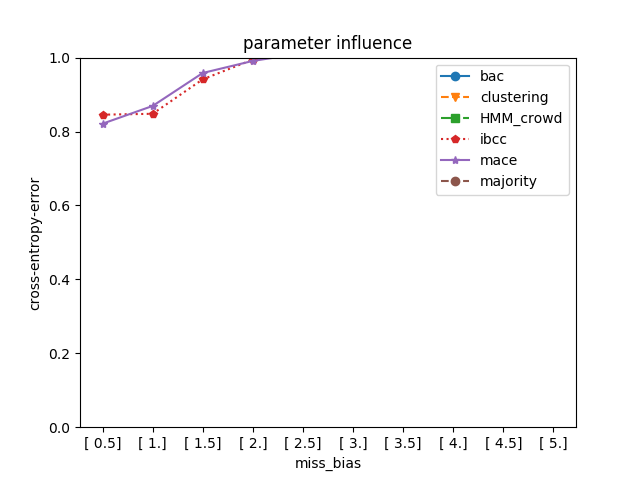 parameter influence
1.0
0.8
0.6
0.4
0.2
0.0
cross-entropy-error
bac
clustering
HMM_crowd
ibcc
mace
majority
[ 0.5] [ 1.] [ 1.5] [ 2.] [ 2.5] [ 3.] [ 3.5] [ 4.] [ 4.5] [ 5.]
miss_bias